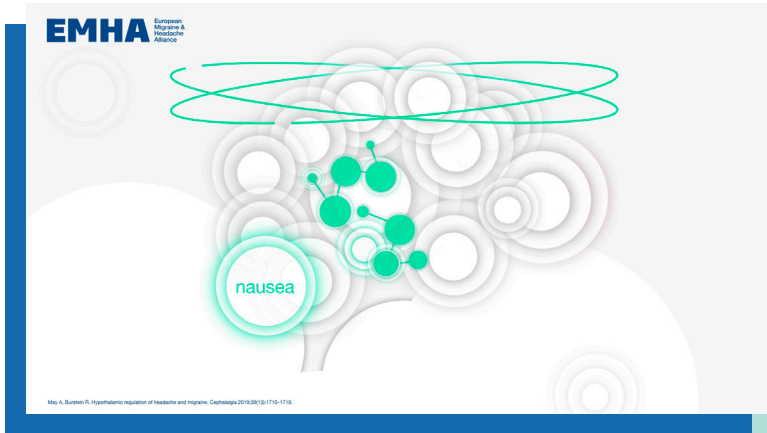 EMHA
European
Migraine &
Headache
Alliance
nausea
May A, Burstein R. Hypothalamic regulation of headache and migraine. Cephalalgia 2019;39(13):1710–1719.